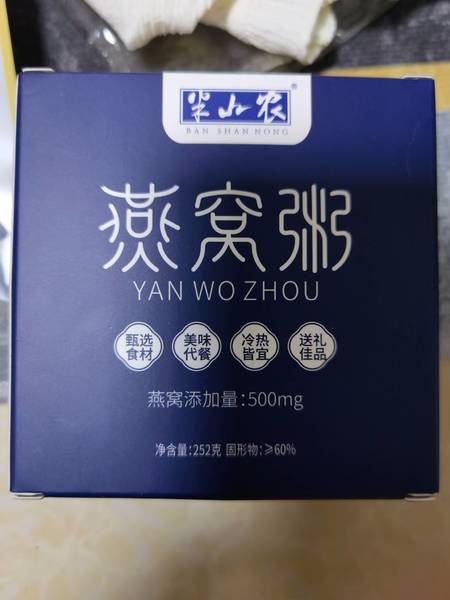 半山农®
BAN SHAN NONG
燕窝粥
YAN WO ZHOU
甄选 美味 冷热 送礼
食材 代餐 皆宜 佳品
燕窝添加量:500mg
净含量:252克 固形物:≥60%